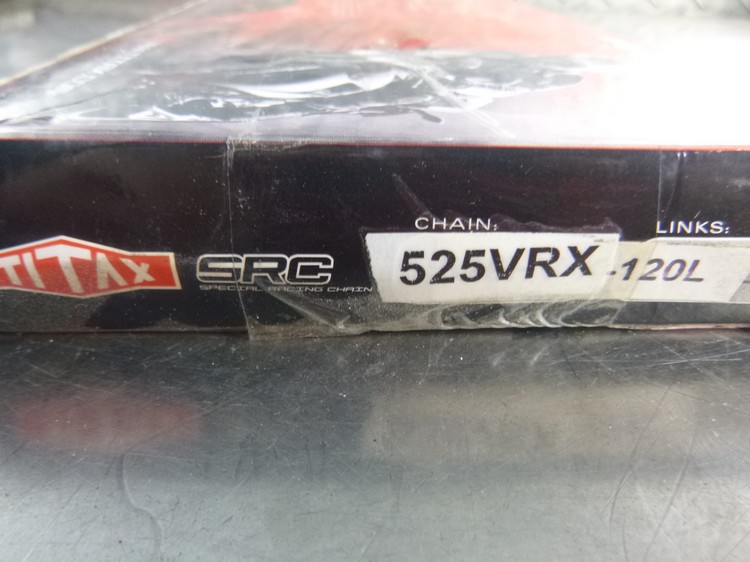 TITAX
SRC
SPECIAL RACING CHAIN
CHAIN:
525VRX
LINKS:
-120L